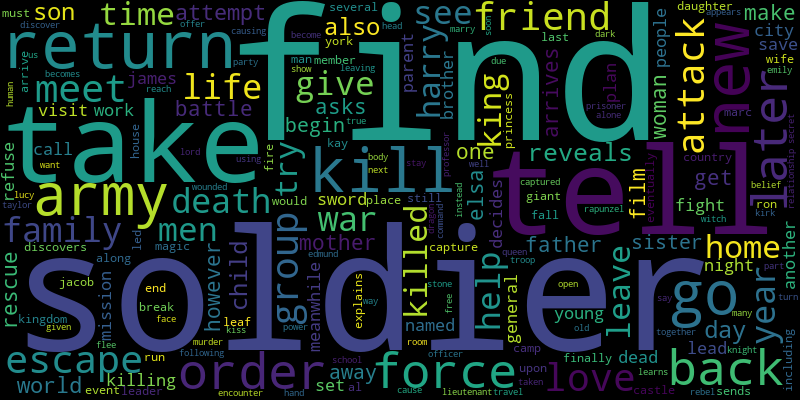 must son time attempt also see friend daughter make
discover offer several
causing become marry soon city save
us party york last dark
return find harry parent king people new
arrive man member brother attack wife
becomes meet james life give arrives plan woman emily
human reach show leaving head due princess prisoner alone
visit work battle asks true marc later
call house lord begin kay professor
take kill one reveals
refuse want using fire try body stay well tell country get secret
lucy next still elsa instead captured eventually film belief relationship
army death would sword place decides giant rapunzel ron
taylor wounded war fall witch kirk fight
family men group mother killed dragon command father sister home another
discovers led edmund capture queen troop night part
rescue along magic however child meanwhile explains way stone free help general open leave say go year turn
soldier
jacob end leaf power named young old together many day
kingdom break face kiss room
given mission flee murder officer camp finally dead lead knight back including
escape run following order school force upon love learns
world killing set away cause taken castle rebel sends
event leader encounter hand al lieutenant travel appears